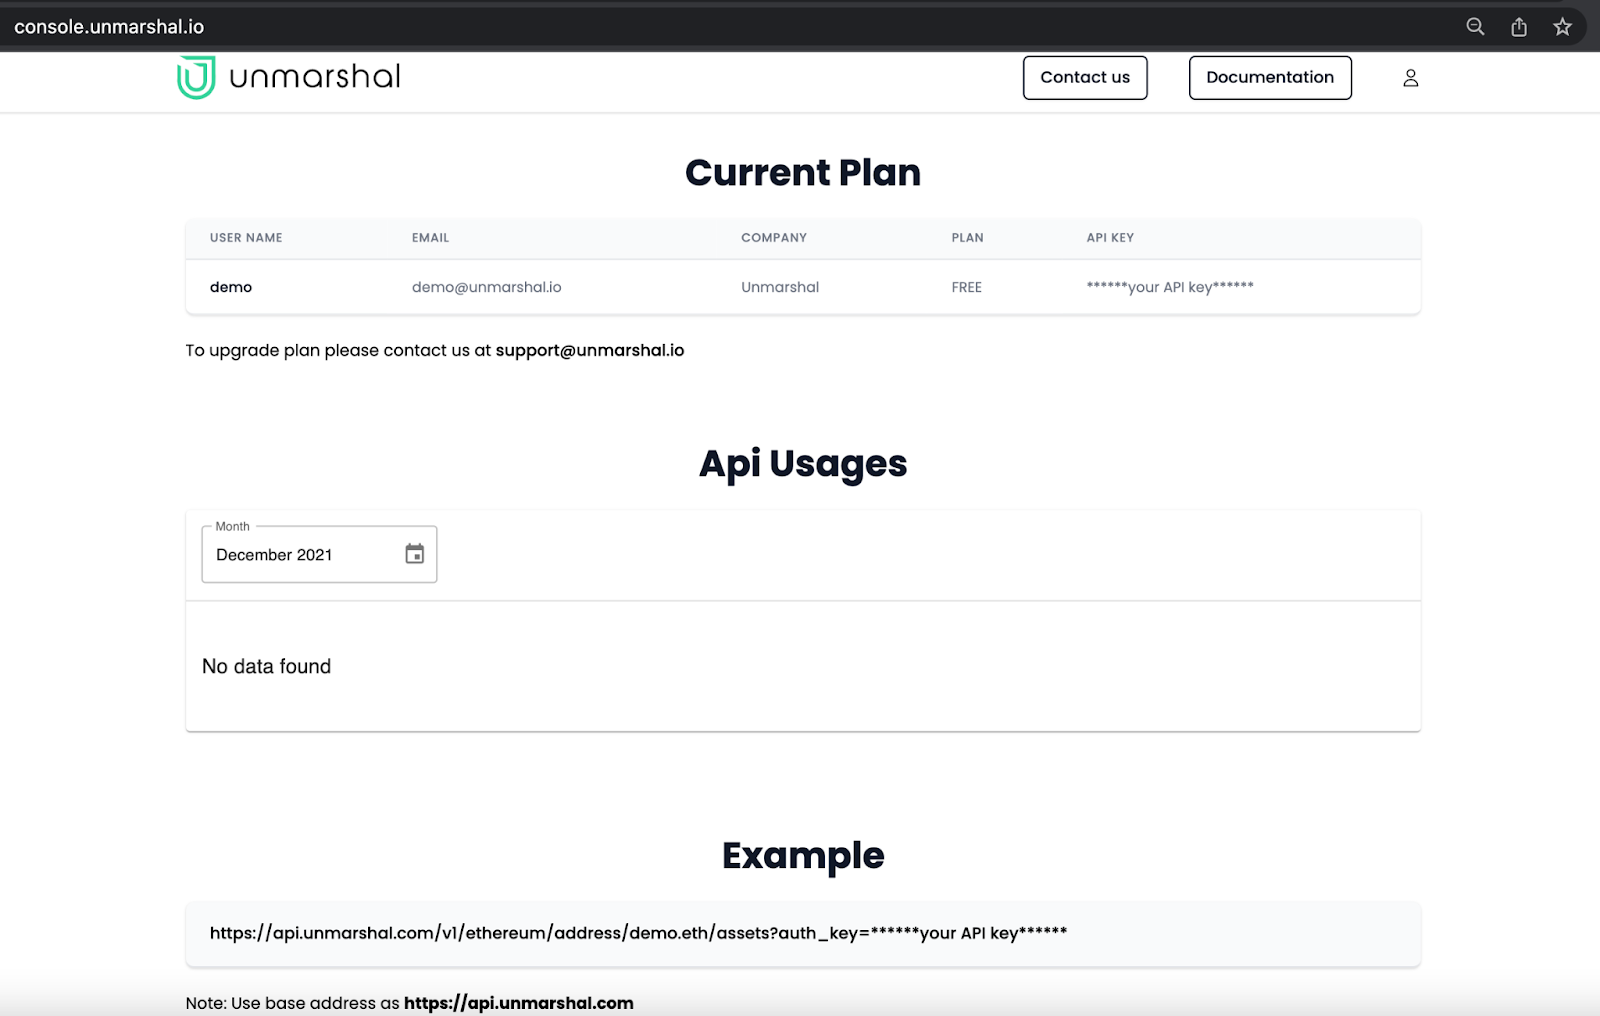 console.unmarshal.io
unmarshal
Contact us
Documentation
Current Plan
USER NAME EMAIL COMPANY PLAN API KEY
demo demo@unmarshal.io Unmarshal FREE ******your API key******
To upgrade plan please contact us at support@unmarshal.io
Api Usages
Month
December 2021
No data found
Example
https://api.unmarshal.com/v1/ethereum/address/demo.eth/assets?auth_key=******your API key******
Note: Use base address as https://api.unmarshal.com